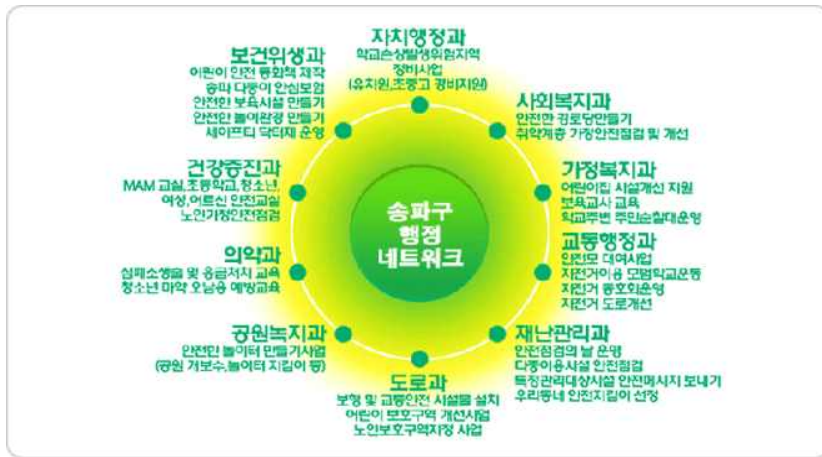 자치행정과
학교손상발생위험지역
정비사업
(유치원,초중고 경비지원)
사회복지과
안전한 경로당만들기
취약계층 가정안전점검 및 개선
가정복지과
어린이집 시설개선 지원
보육교사 교육
학교주변 주민순찰대운영
교통행정과
안전모 대여사업
자전거이용 모범학교운동
자전거 동호회운영
자전거 도로개선
재난관리과
안전점검의 날 운영
다중이용시설 안전점검
특정관리대상시설 안전메시지 보내기
우리동네 안전지킴이 선정
도로과
보행 및 교통안전 시설물 설치
어린이 보호구역 개선사업
노인보호구역지정 사업
공원녹지과
안전한 놀이터 만들기사업
(공원 개보수,놀이터 지킴이 등)
의약과
심폐소생술 및 응급처치 교육
청소년 마약 오남용 예방교육
건강증진과
MAM 교실,초등학교,청소년,
여성,어르신 안전교실
노인가정안전점검
보건위생과
어린이 안전 동화책 제작
송파 다둥이 안심보험
안전한 보육시설 만들기
안전한 놀이환경 만들기
세이프티 닥터제 운영
송파구
행정
네트워크